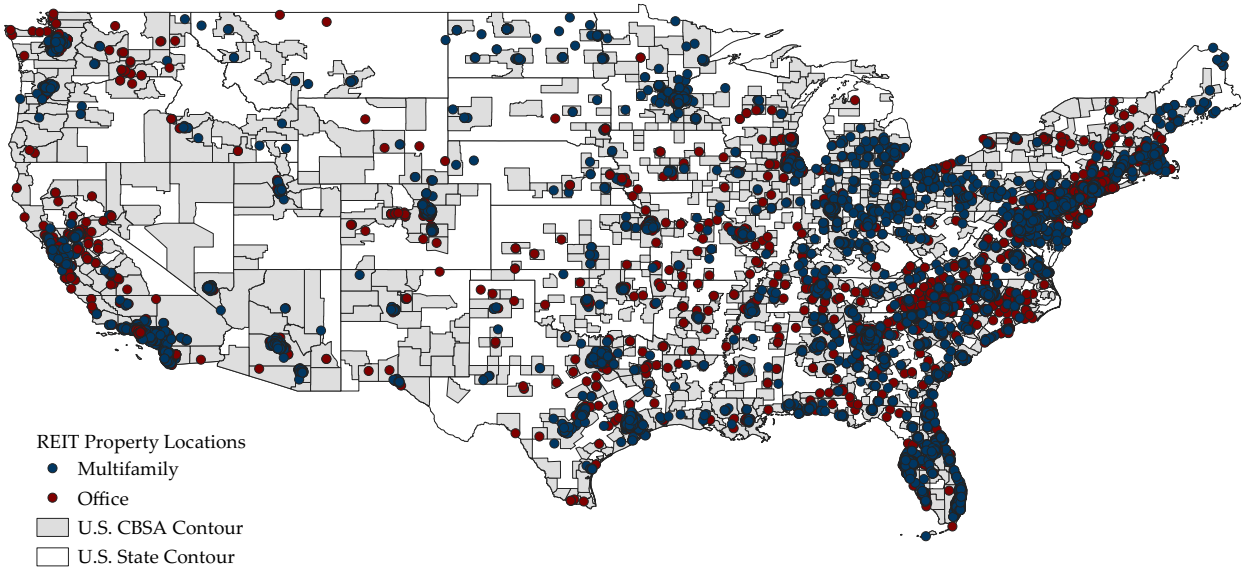 REIT Property Locations
Multifamily
Office
U.S. CBSA Contour
U.S. State Contour